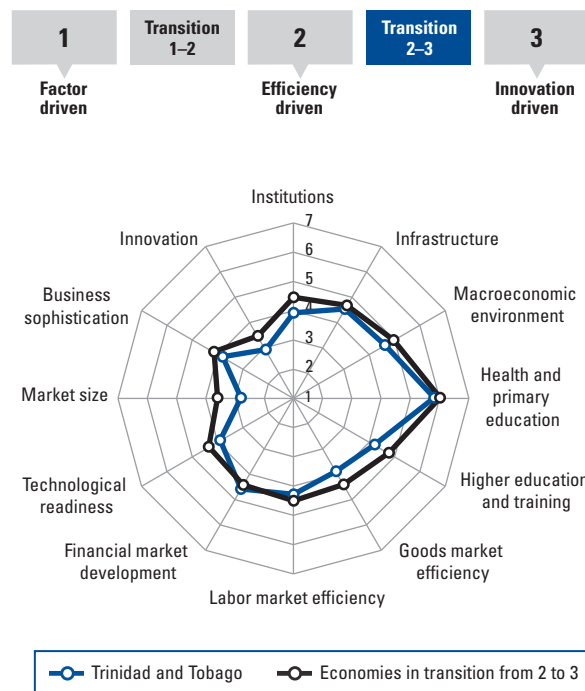 1
Transition
1–2
2
Transition
2–3
3
Factor
driven
Efficiency
driven
Innovation
driven
Institutions
7
6
5
4
3
2
1
Infrastructure
Macroeconomic
environment
Health and
primary
education
Higher education
and training
Goods market
efficiency
Labor market efficiency
Financial market
development
Technological
readiness
Market size
Business
sophistication
Innovation
Trinidad and Tobago
Economies in transition from 2 to 3